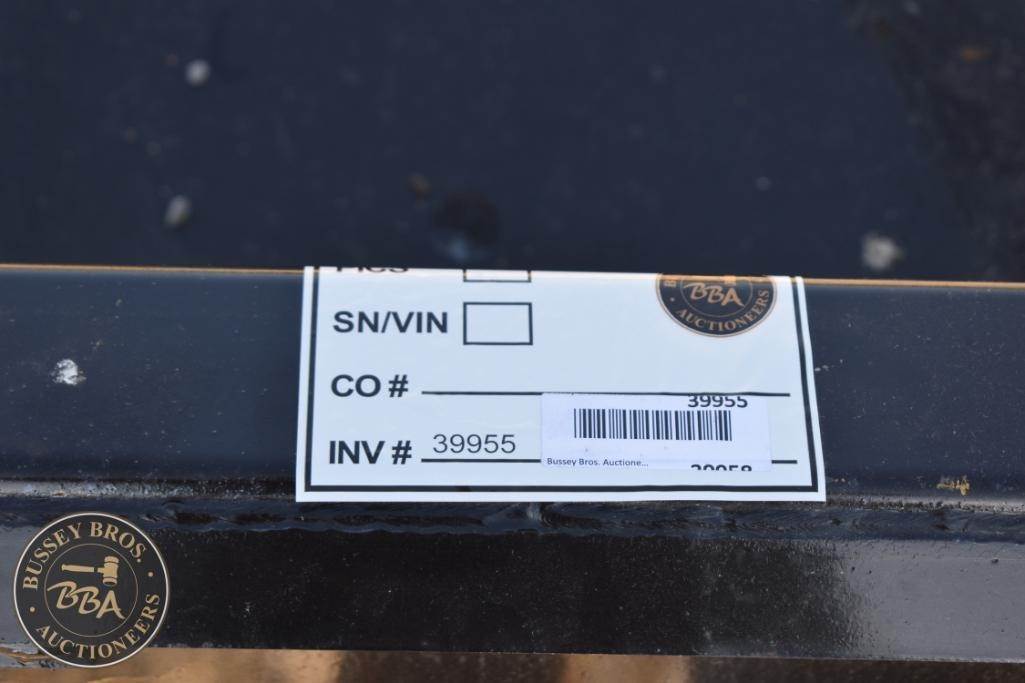 BBA
AUCTIONEERS
SN/VIN
CO #
39955
INV # 39955
Bussey Bros. Auctione...
BUSSEY BROS.
BBA
AUCTIONEERS